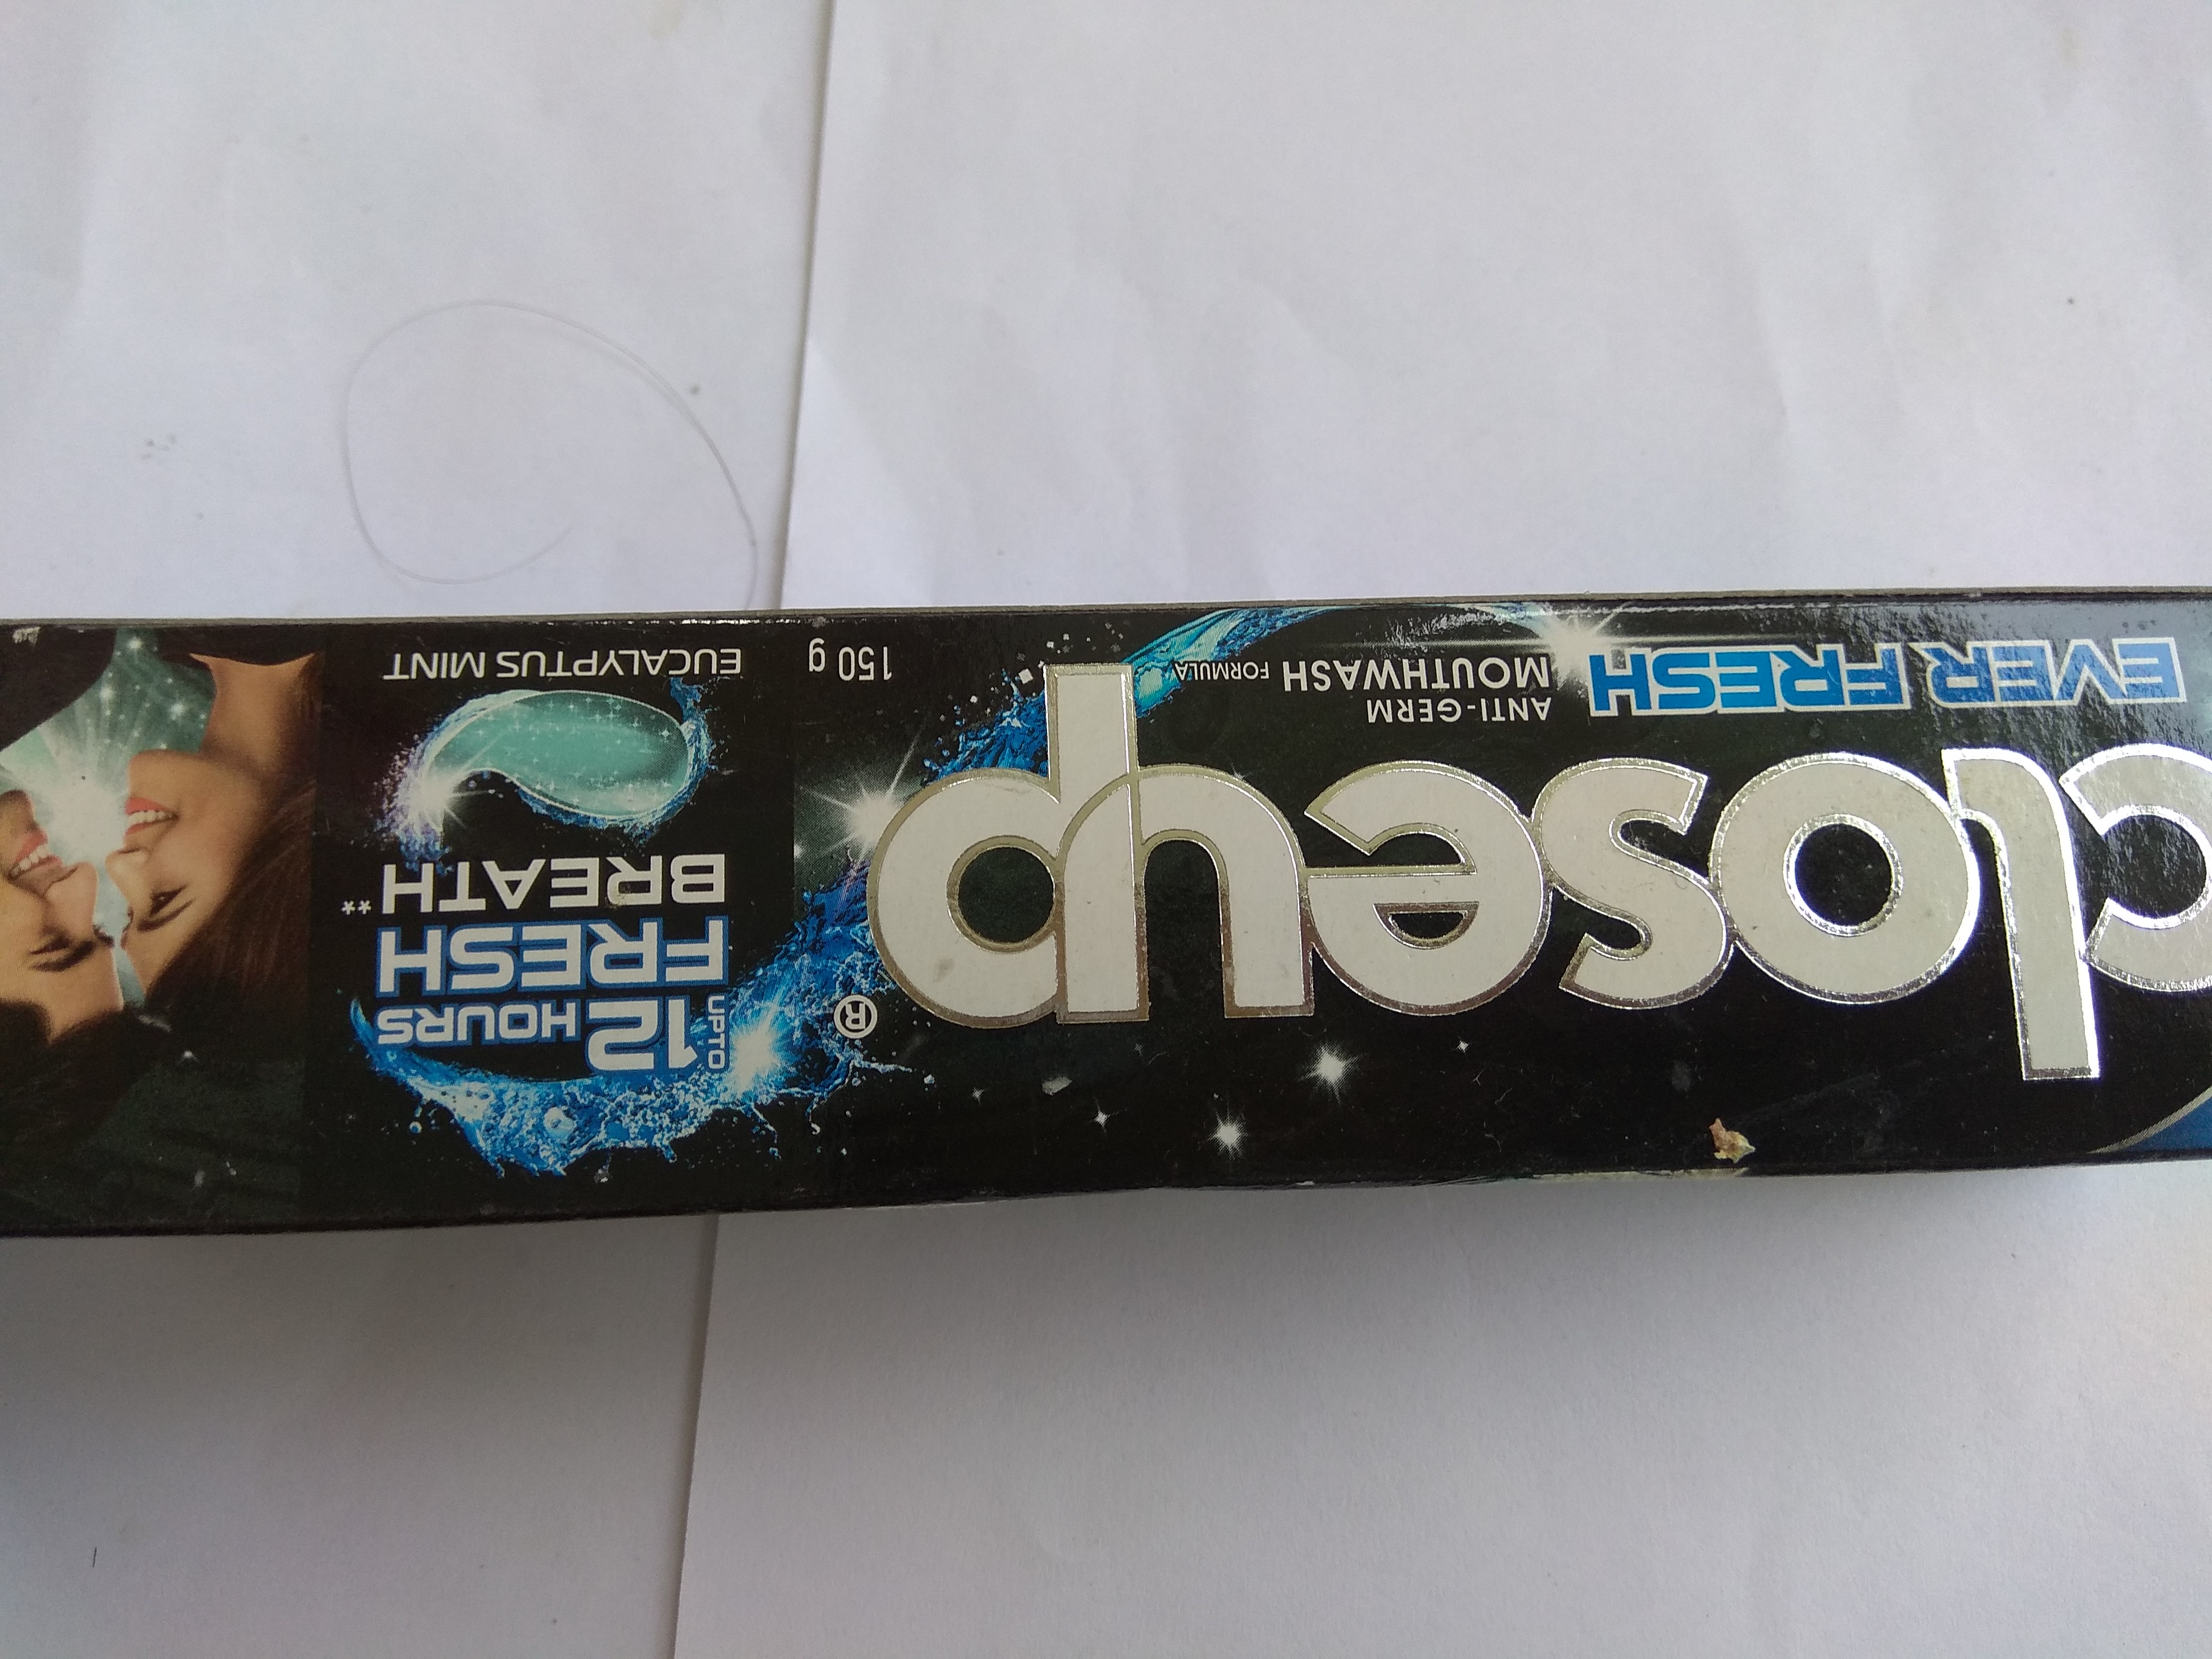 closeup®
EVER FRESH
ANTI-GERM
MOUTHWASH FORMULA
150 g
UPTO
12 HOURS
FRESH
BREATH**
EUCALYPTUS MINT